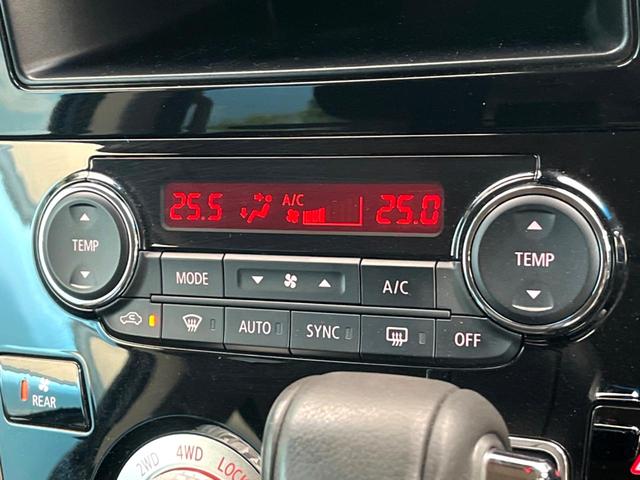 25.5 A/C 25.0
TEMP
TEMP
MODE
A/C
AUTO SYNC OFF
REAR
2WD 4WD LOCK